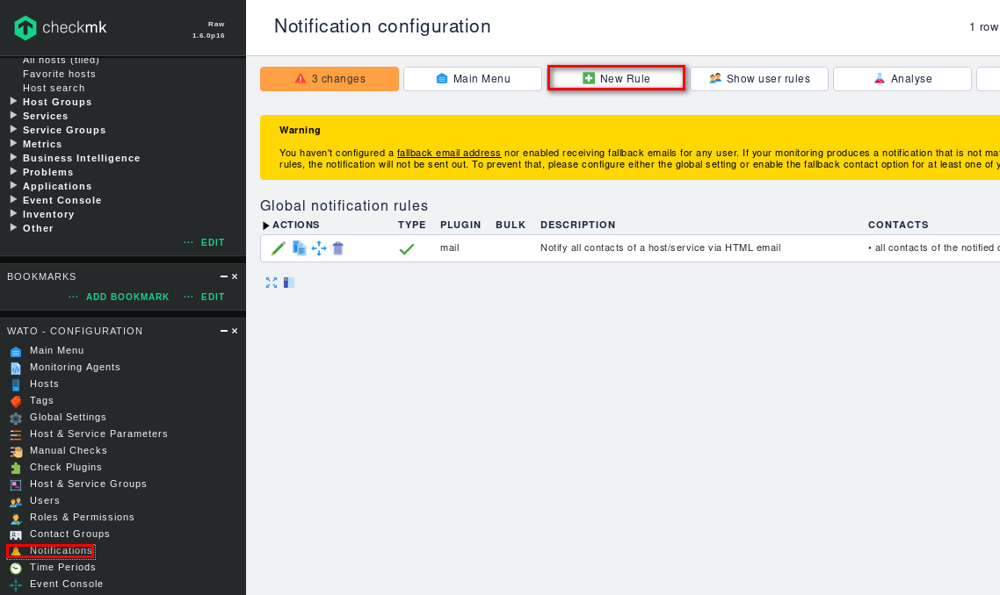 checkmk
Raw
1.6.0p16
All hosts (tiled)
Favorite hosts
Host search
Host Groups
Services
Service Groups
Metrics
Business Intelligence
Problems
Applications
Event Console
Inventory
Other
··· EDIT
BOOKMARKS
··· ADD BOOKMARK ··· EDIT
WATO - CONFIGURATION
Main Menu
Monitoring Agents
Hosts
Tags
Global Settings
Host & Service Parameters
Manual Checks
Check Plugins
Host & Service Groups
Users
Roles & Permissions
Contact Groups
Notifications
Time Periods
Event Console
Notification configuration
1 row
3 changes Main Menu New Rule Show user rules Analyse
Warning
You haven't configured a fallback email address nor enabled receiving fallback emails for any user. If your monitoring produces a notification that is not
rules, the notification will not be sent out. To prevent that, please configure either the global setting or enable the fallback contact option for at least one of
Global notification rules
ACTIONS TYPE PLUGIN BULK DESCRIPTION CONTACTS
mail Notify all contacts of a host/service via HTML email • all contacts of the notified